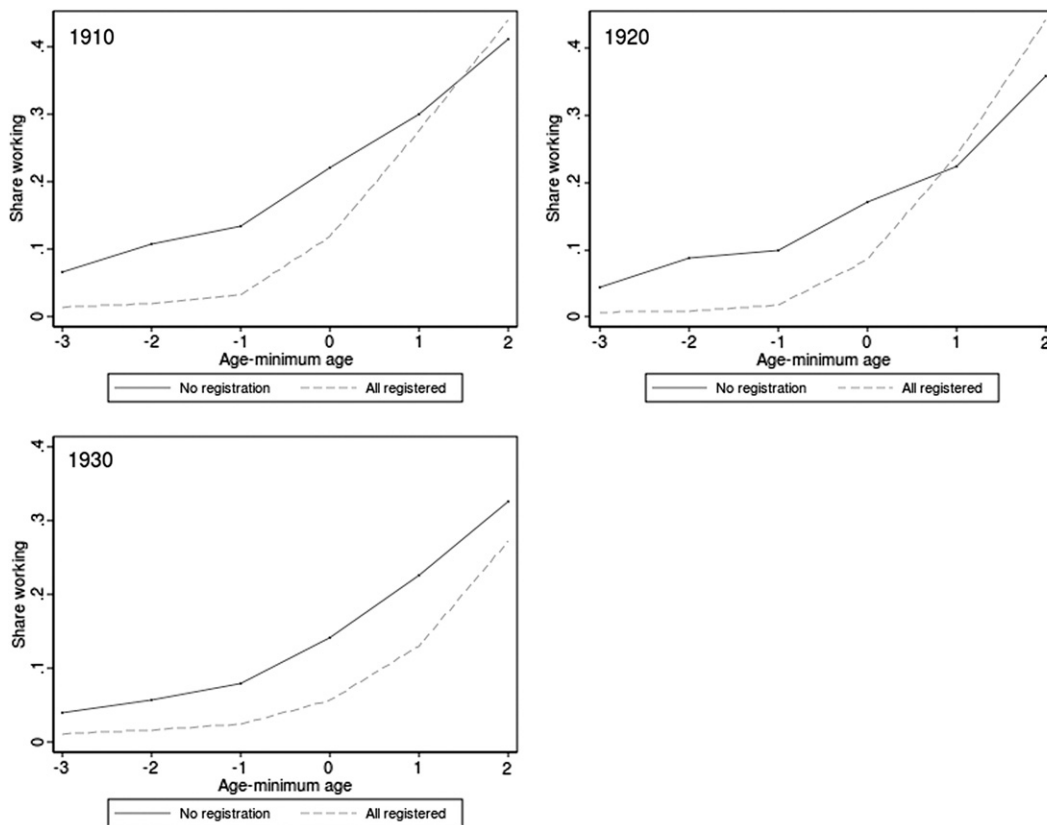 1910
Share working
.4
.3
.2
.1
0
-3 -2 -1 0 1 2
Age-minimum age
No registration All registered
1920
Share working
.4
.3
.2
.1
0
-3 -2 -1 0 1 2
Age-minimum age
No registration All registered
1930
Share working
.4
.3
.2
.1
0
-3 -2 -1 0 1 2
Age-minimum age
No registration All registered